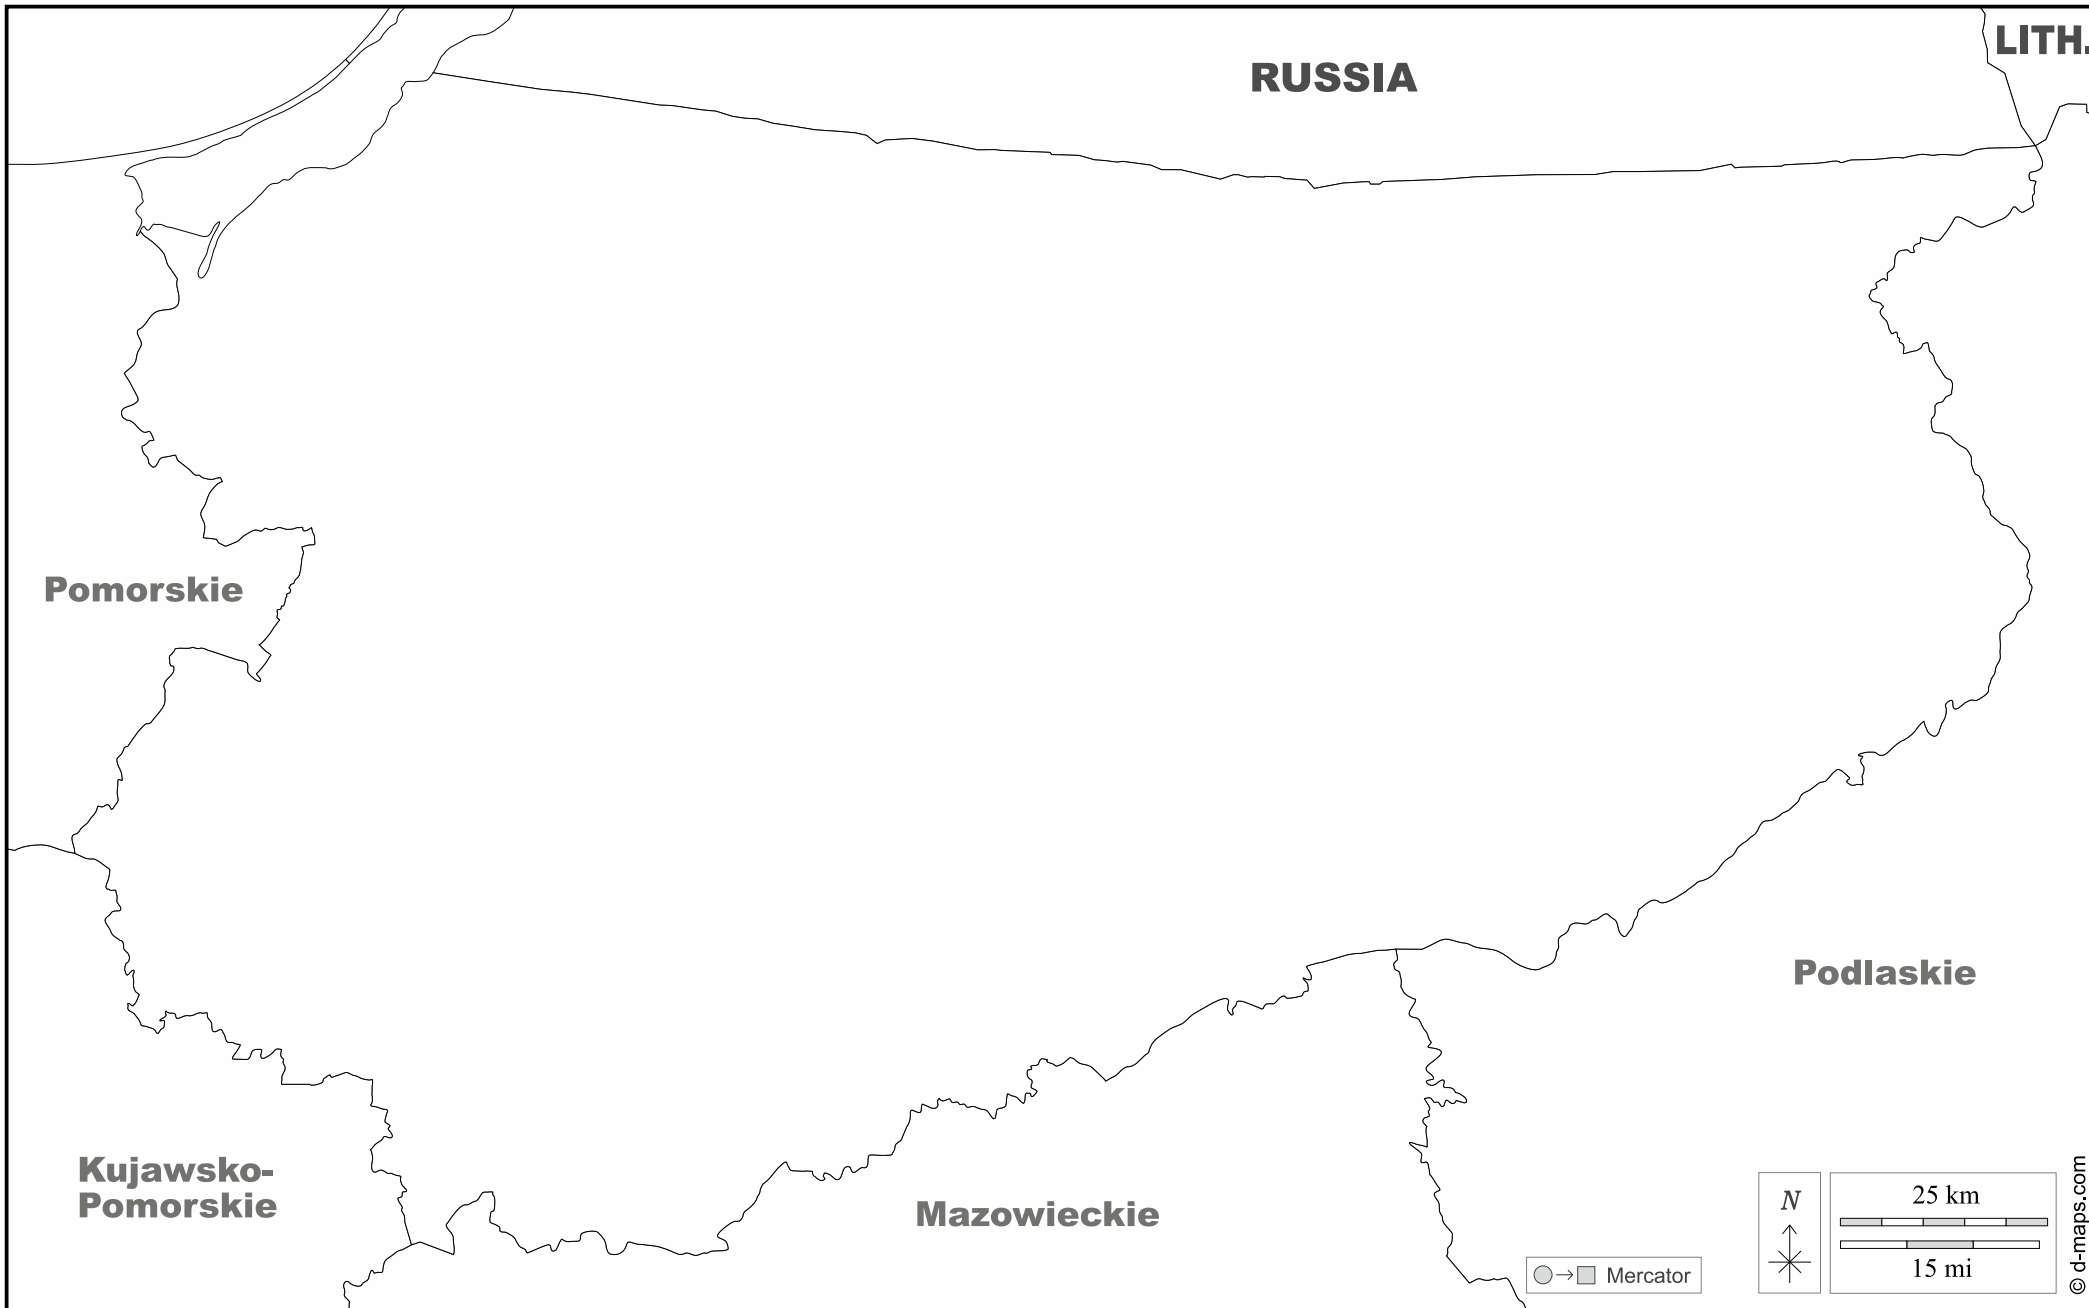 LITH.
RUSSIA
Pomorskie
Podlaskie
Kujawsko-
Pomorskie
Mazowieckie
N
25 km
15 mi
Mercator
© d-maps.com